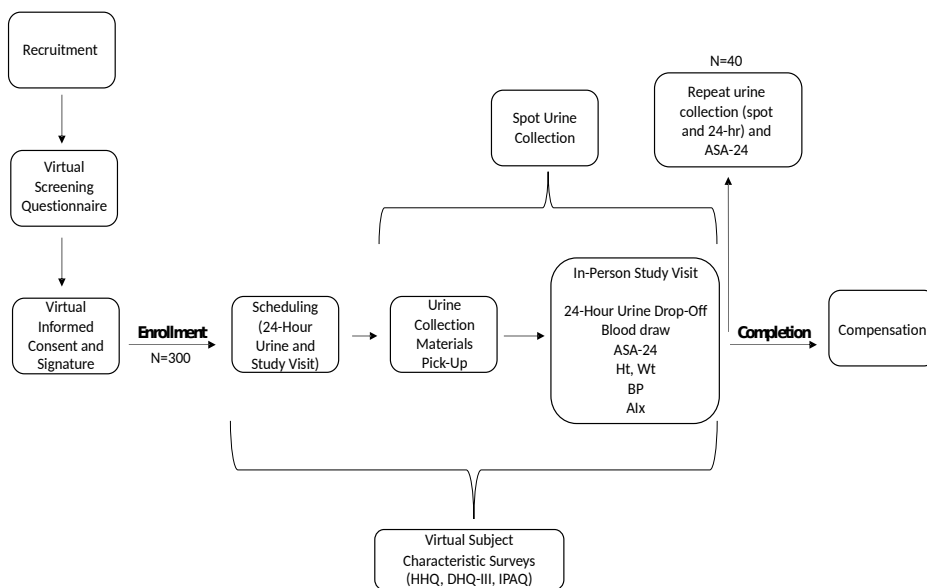 Recruitment
Virtual
Screening
Questionnaire
Virtual
Informed
Consent and
Signature
Enrollment
N=300
Scheduling
(24-Hour
Urine and
Study Visit)
Urine
Collection
Materials
Pick-Up
Spot Urine
Collection
In-Person Study Visit
24-Hour Urine Drop-Off
Blood draw
ASA-24
Ht, Wt
BP
AIx
N=40
Repeat urine
collection (spot
and 24-hr) and
ASA-24
Completion
Compensation
Virtual Subject
Characteristic Surveys
(HHQ, DHQ-III, IPAQ)